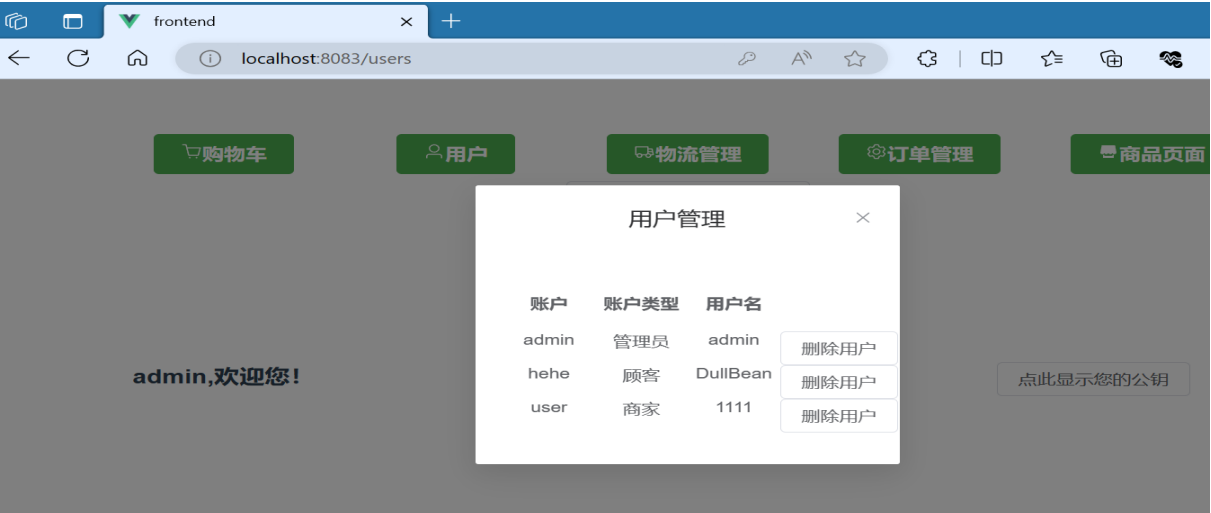 frontend
localhost:8083/users
购物车 用户 物流管理 订单管理 商品页面
用户管理
账户 账户类型 用户名
admin 管理员 admin 删除用户
hehe 顾客 DullBean 删除用户
user 商家 1111 删除用户
admin,欢迎您!
点此显示您的公钥